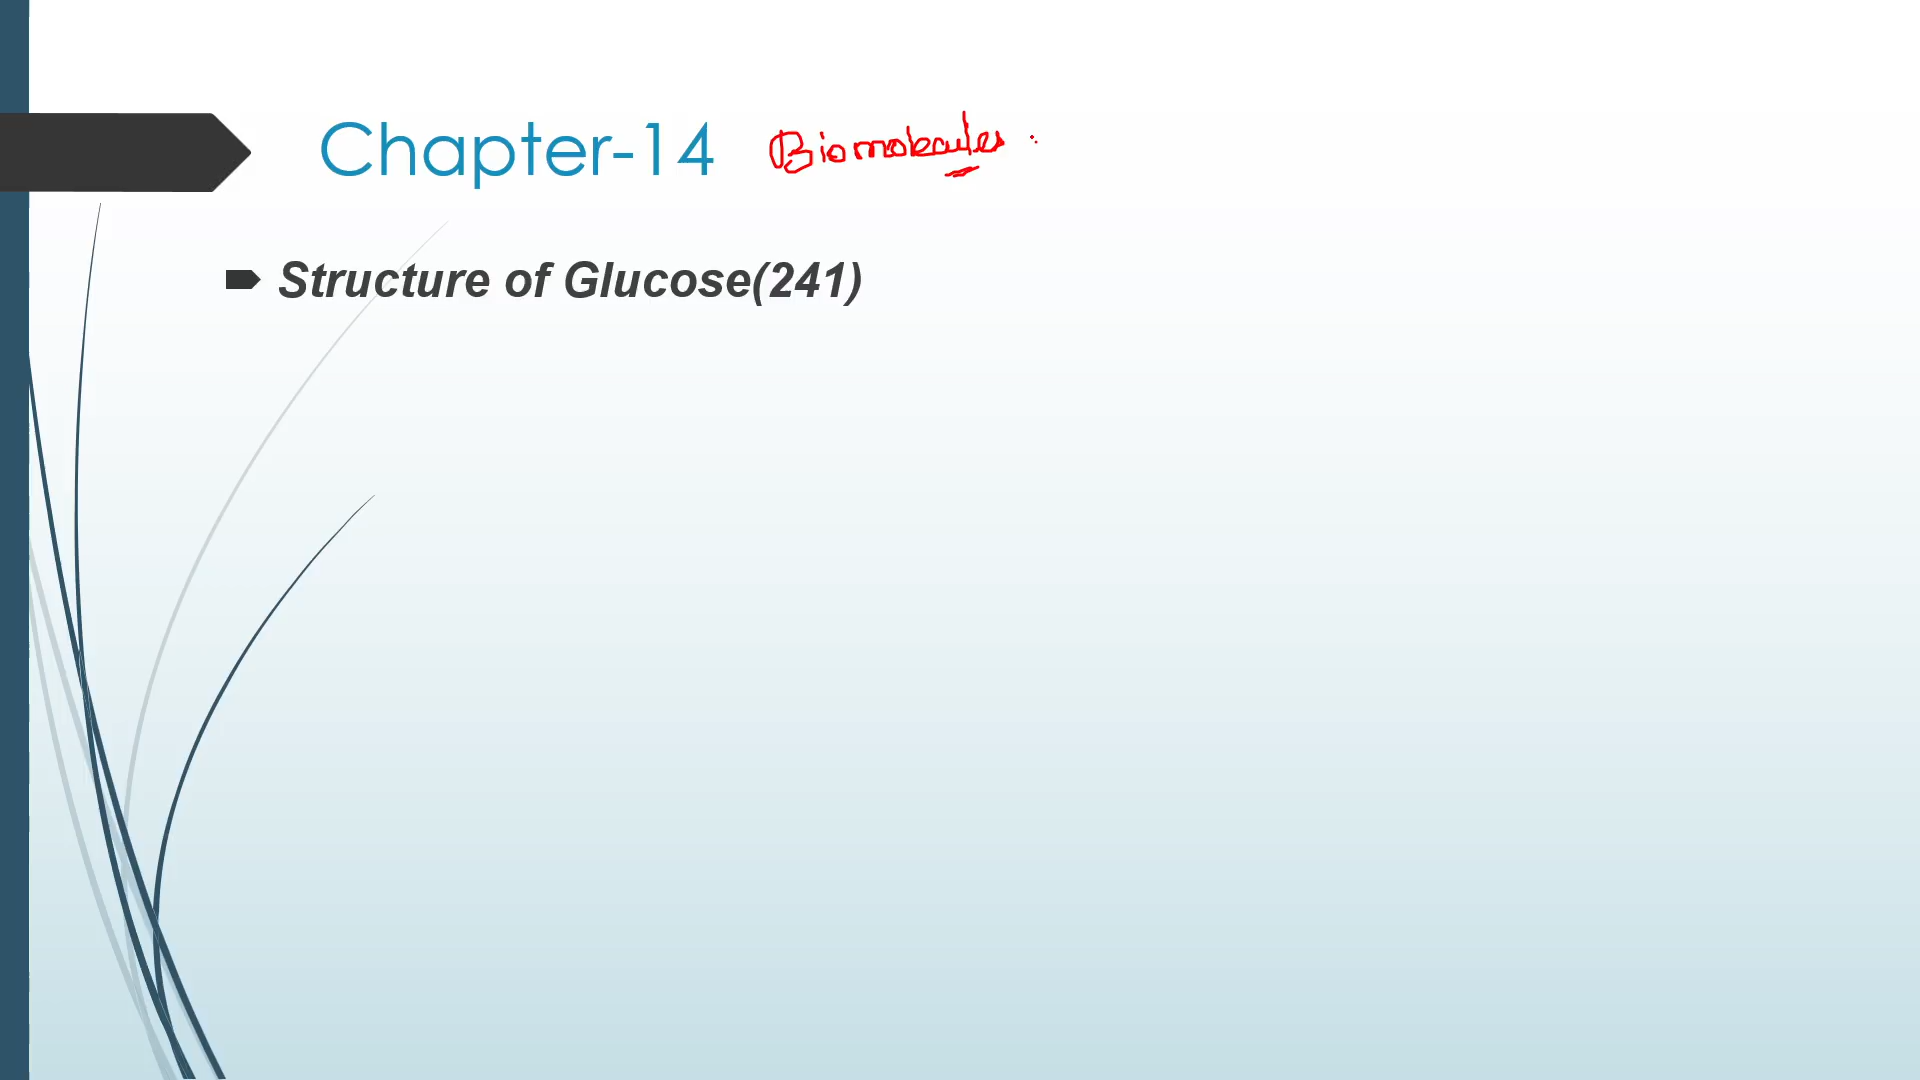 Chapter-14 Biomolecules
Structure of Glucose(241)